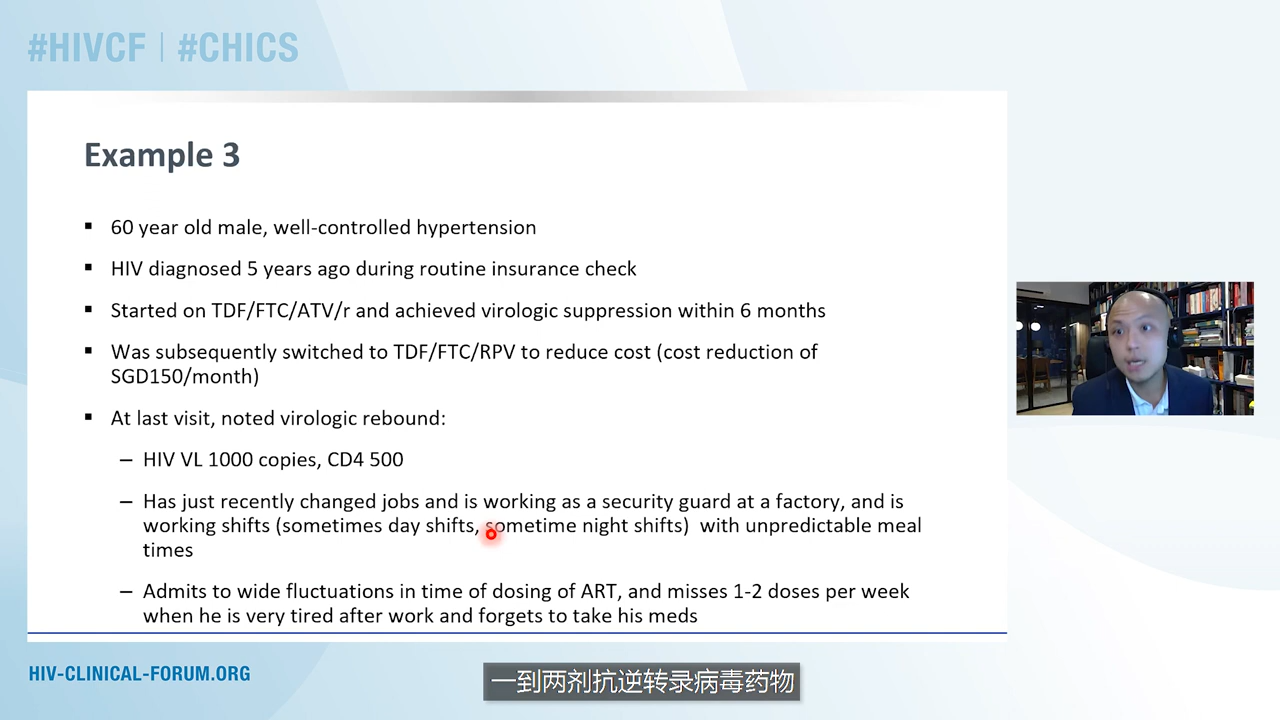 #HIVCF | #CHICS
Example 3
▪ 60 year old male, well-controlled hypertension
▪ HIV diagnosed 5 years ago during routine insurance check
▪ Started on TDF/FTC/ATV/r and achieved virologic suppression within 6 months
▪ Was subsequently switched to TDF/FTC/RPV to reduce cost (cost reduction of
SGD150/month)
▪ At last visit, noted virologic rebound:
– HIV VL 1000 copies, CD4 500
– Has just recently changed jobs and is working as a security guard at a factory, and is
working shifts (sometimes day shifts, sometime night shifts) with unpredictable meal
times
– Admits to wide fluctuations in time of dosing of ART, and misses 1-2 doses per week
when he is very tired after work and forgets to take his meds
HIV-CLINICAL-FORUM.ORG
一到两剂抗逆转录病毒药物